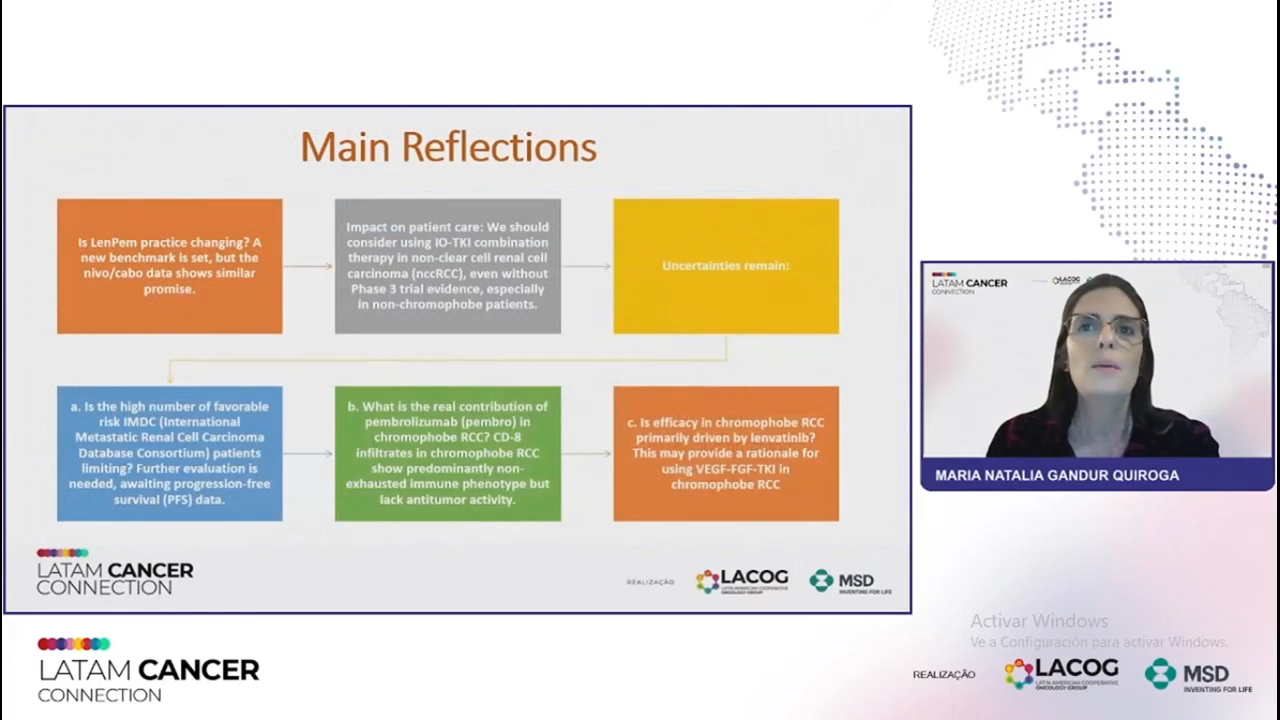 Main Reflections
Is LenPem practice changing? A
new benchmark is set, but the
nivo/cabo data shows similar
promise.
Impact on patient care: We should
consider using IO-TKI combination
therapy in non-clear cell renal cell
carcinoma (nccRCC), even without
Phase 3 trial evidence, especially
in non-chromophobe patients.
Uncertainties remain:
a. Is the high number of favorable
risk IMDC (International
Metastatic Renal Cell Carcinoma
Database Consortium) patients
limiting? Further evaluation is
needed, awaiting progression-free
survival (PFS) data.
b. What is the real contribution of
pembrolizumab (pembro) in
chromophobe RCC? CD-8
infiltrates in chromophobe RCC
show predominantly non-
exhausted immune phenotype but
lack antitumor activity.
c. Is efficacy in chromophobe RCC
primarily driven by lenvatinib?
This may provide a rationale for
using VEGF-FGF-TKI in
chromophobe RCC
LATAM CANCER
CONNECTION
REALIZAÇÃO
LACOG
LATIN AMERICAN COOPERATIVE
ONCOLOGY GROUP
MSD
INVENTING FOR LIFE
LATAM CANCER
CONNECTION
LACOG
MARIA NATALIA GANDUR QUIROGA
Activar Windows
Ve a Configuración para activar Windows.
LATAM CANCER
CONNECTION
REALIZAÇÃO
LACOG
LATIN AMERICAN COOPERATIVE
ONCOLOGY GROUP
MSD
INVENTING FOR LIFE